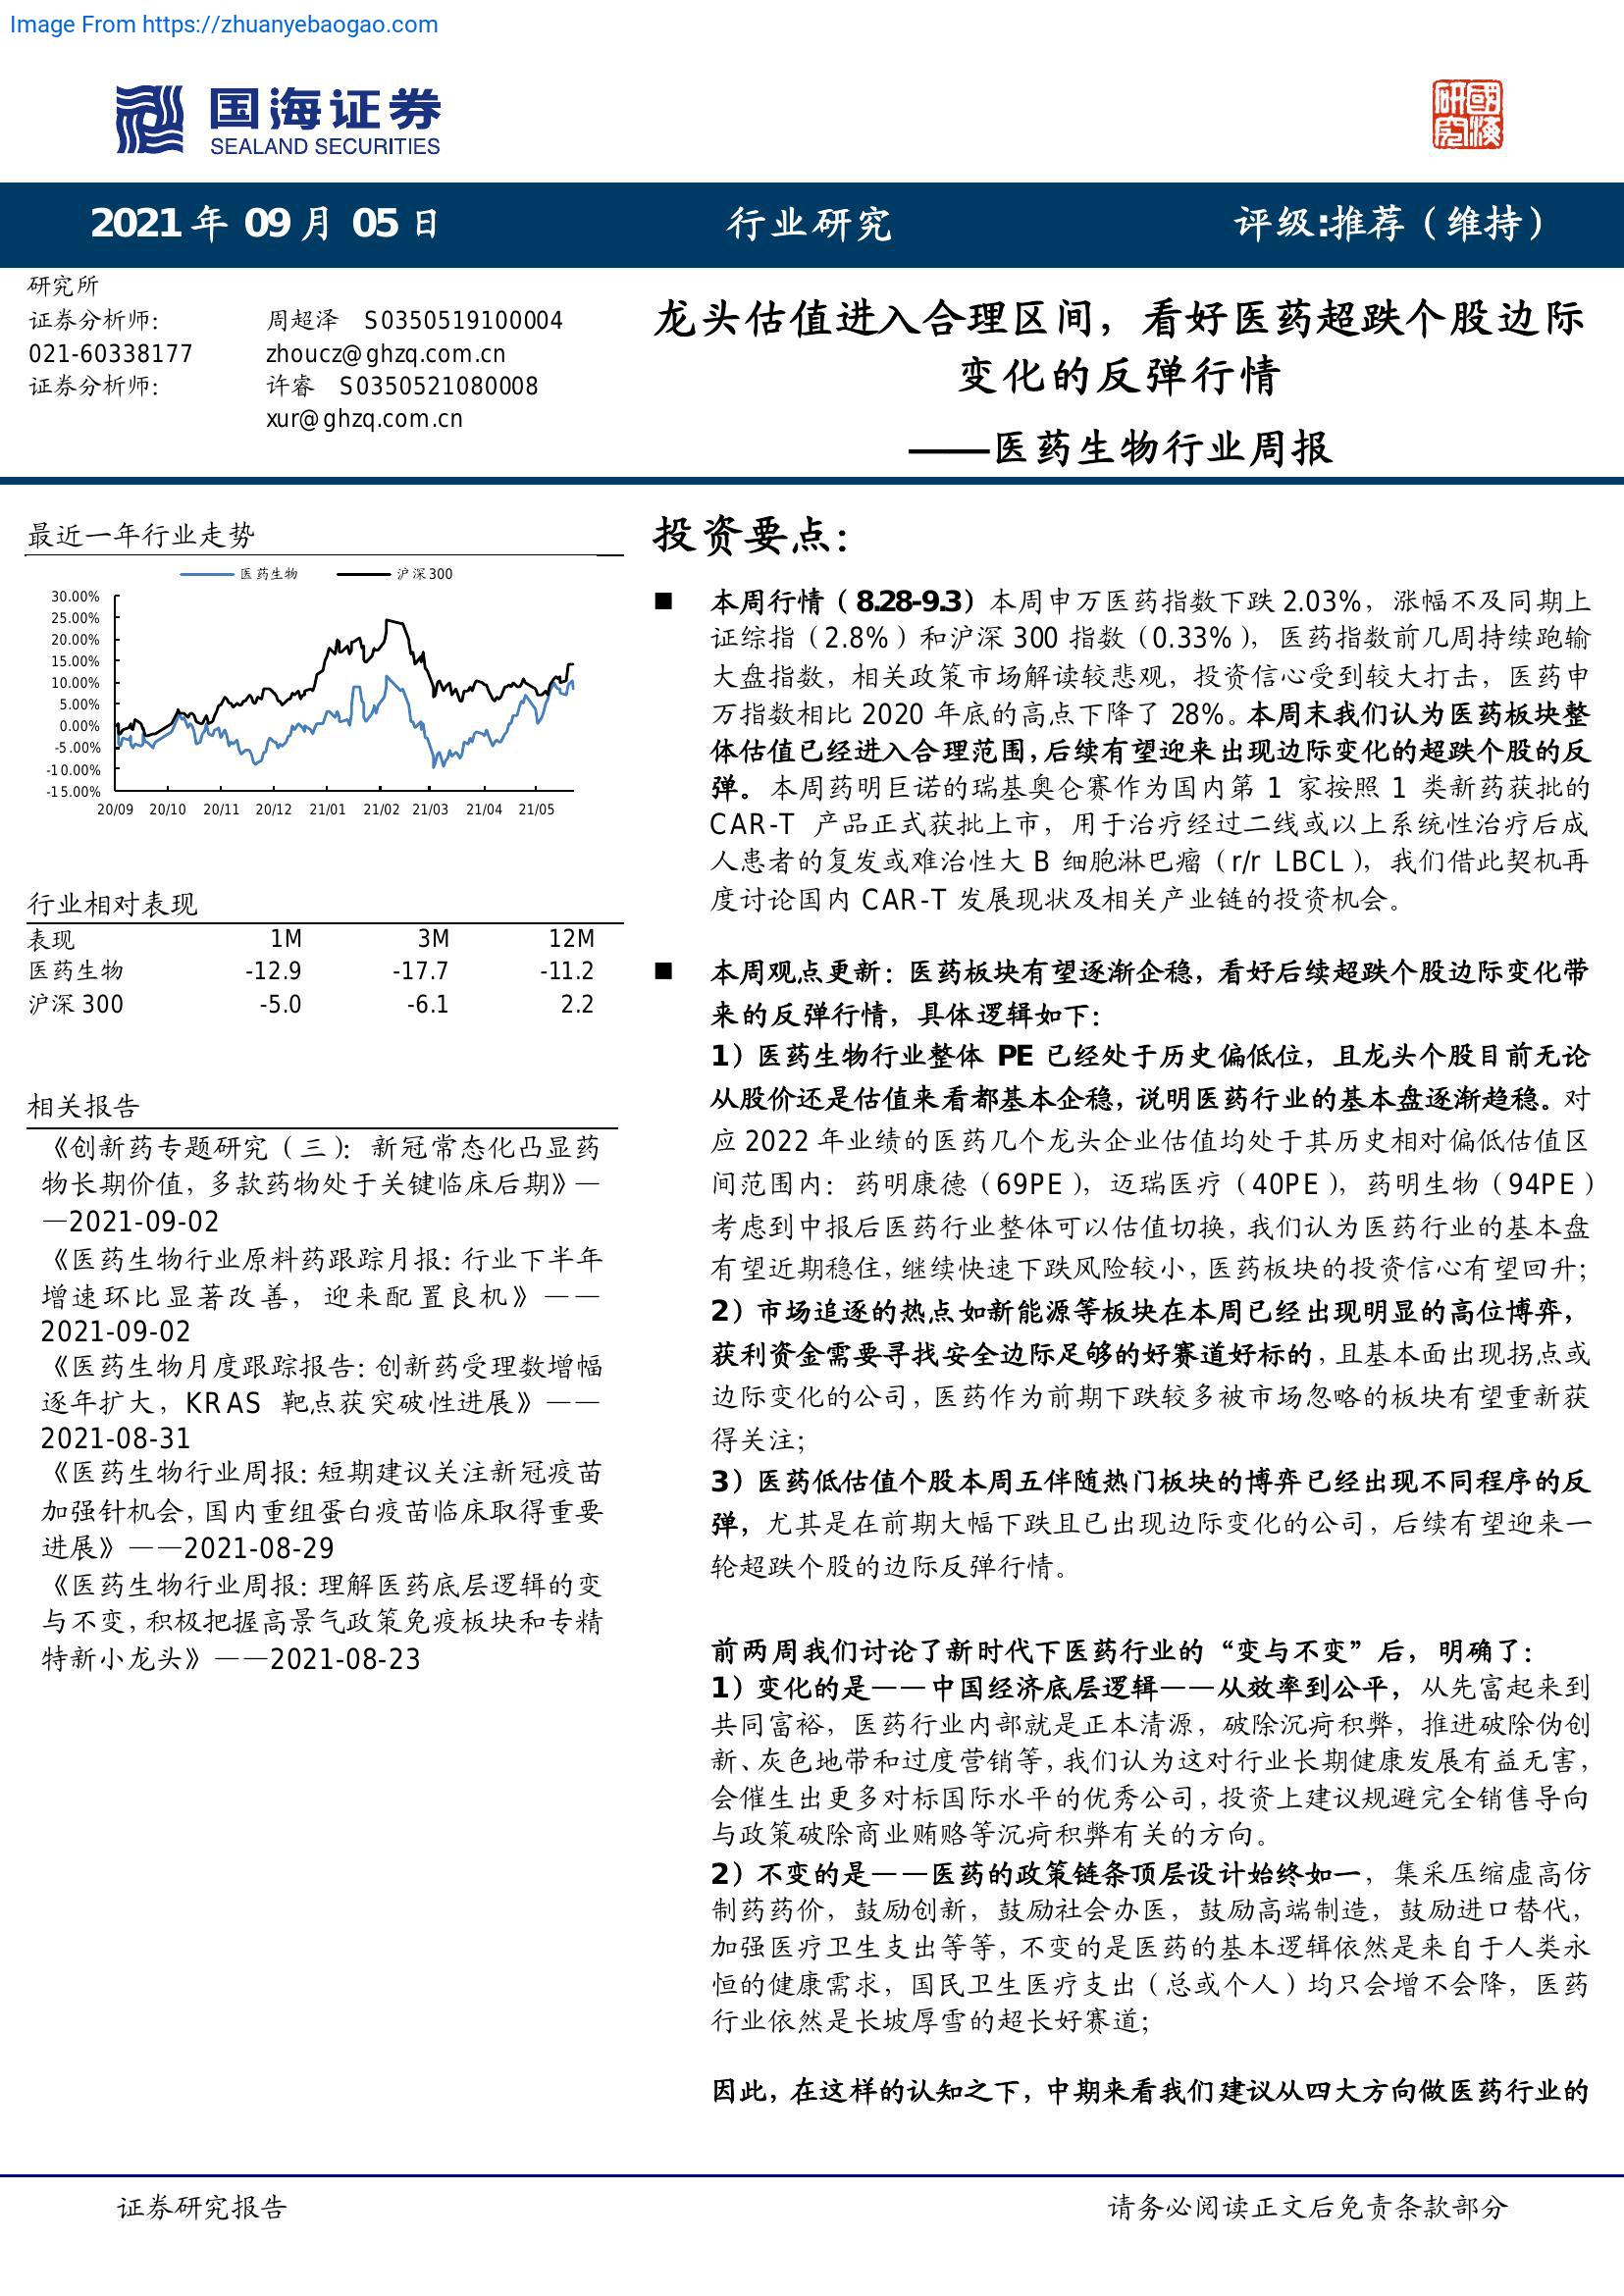 Image From https://zhuanyebaogao.com
国海证券
SEALAND SECURITIES
國海研究
2021 年 09 月 05 日
行业研究
评级:推荐（维持）
研究所
证券分析师: 周超泽 S0350519100004
021-60338177 zhoucz@ghzq.com.cn
证券分析师: 许睿 S0350521080008
xur@ghzq.com.cn
龙头估值进入合理区间，看好医药超跌个股边际
变化的反弹行情
——医药生物行业周报
最近一年行业走势
医药生物 沪深300
30.00%
25.00%
20.00%
15.00%
10.00%
5.00%
0.00%
-5.00%
-10.00%
-15.00%
20/09 20/10 20/11 20/12 21/01 21/02 21/03 21/04 21/05
行业相对表现
表现 1M 3M 12M
医药生物 -12.9 -17.7 -11.2
沪深 300 -5.0 -6.1 2.2
相关报告
《创新药专题研究（三）：新冠常态化凸显药
物长期价值，多款药物处于关键临床后期》—
—2021-09-02
《医药生物行业原料药跟踪月报：行业下半年
增速环比显著改善，迎来配置良机》——
2021-09-02
《医药生物月度跟踪报告：创新药受理数增幅
逐年扩大，KRAS 靶点获突破性进展》——
2021-08-31
《医药生物行业周报：短期建议关注新冠疫苗
加强针机会，国内重组蛋白疫苗临床取得重要
进展》——2021-08-29
《医药生物行业周报：理解医药底层逻辑的变
与不变，积极把握高景气政策免疫板块和专精
特新小龙头》——2021-08-23
投资要点：
■ 本周行情（8.28-9.3）本周申万医药指数下跌 2.03%，涨幅不及同期上
证综指（2.8%）和沪深 300 指数（0.33%），医药指数前几周持续跑输
大盘指数，相关政策市场解读较悲观，投资信心受到较大打击，医药申
万指数相比 2020 年底的高点下降了 28%。本周末我们认为医药板块整
体估值已经进入合理范围，后续有望迎来出现边际变化的超跌个股的反
弹。本周药明巨诺的瑞基奥仑赛作为国内第 1 家按照 1 类新药获批的
CAR-T 产品正式获批上市，用于治疗经过二线或以上系统性治疗后成
人患者的复发或难治性大 B 细胞淋巴瘤（r/r LBCL），我们借此契机再
度讨论国内 CAR-T 发展现状及相关产业链的投资机会。
■ 本周观点更新：医药板块有望逐渐企稳，看好后续超跌个股边际变化带
来的反弹行情，具体逻辑如下：
1）医药生物行业整体 PE 已经处于历史偏低位，且龙头个股目前无论
从股价还是估值来看都基本企稳，说明医药行业的基本盘逐渐趋稳。对
应 2022 年业绩的医药几个龙头企业估值均处于其历史相对偏低估值区
间范围内：药明康德（69PE），迈瑞医疗（40PE），药明生物（94PE）
考虑到中报后医药行业整体可以估值切换，我们认为医药行业的基本盘
有望近期稳住，继续快速下跌风险较小，医药板块的投资信心有望回升；
2）市场追逐的热点如新能源等板块在本周已经出现明显的高位博弈，
获利资金需要寻找安全边际足够的好赛道好标的，且基本面出现拐点或
边际变化的公司，医药作为前期下跌较多被市场忽略的板块有望重新获
得关注；
3）医药低估值个股本周五伴随热门板块的博弈已经出现不同程序的反
弹，尤其是在前期大幅下跌且已出现边际变化的公司，后续有望迎来一
轮超跌个股的边际反弹行情。
前两周我们讨论了新时代下医药行业的“变与不变”后，明确了：
1）变化的是——中国经济底层逻辑——从效率到公平，从先富起来到
共同富裕，医药行业内部就是正本清源，破除沉疴积弊，推进破除伪创
新、灰色地带和过度营销等，我们认为这对行业长期健康发展有益无害，
会催生出更多对标国际水平的优秀公司，投资上建议规避完全销售导向
与政策破除商业贿赂等沉疴积弊有关的方向。
2）不变的是——医药的政策链条顶层设计始终如一，集采压缩虚高仿
制药药价，鼓励创新，鼓励社会办医，鼓励高端制造，鼓励进口替代，
加强医疗卫生支出等等，不变的是医药的基本逻辑依然是来自于人类永
恒的健康需求，国民卫生医疗支出（总或个人）均只会增不会降，医药
行业依然是长坡厚雪的超长好赛道；
因此，在这样的认知之下，中期来看我们建议从四大方向做医药行业的
证券研究报告
请务必阅读正文后免责条款部分